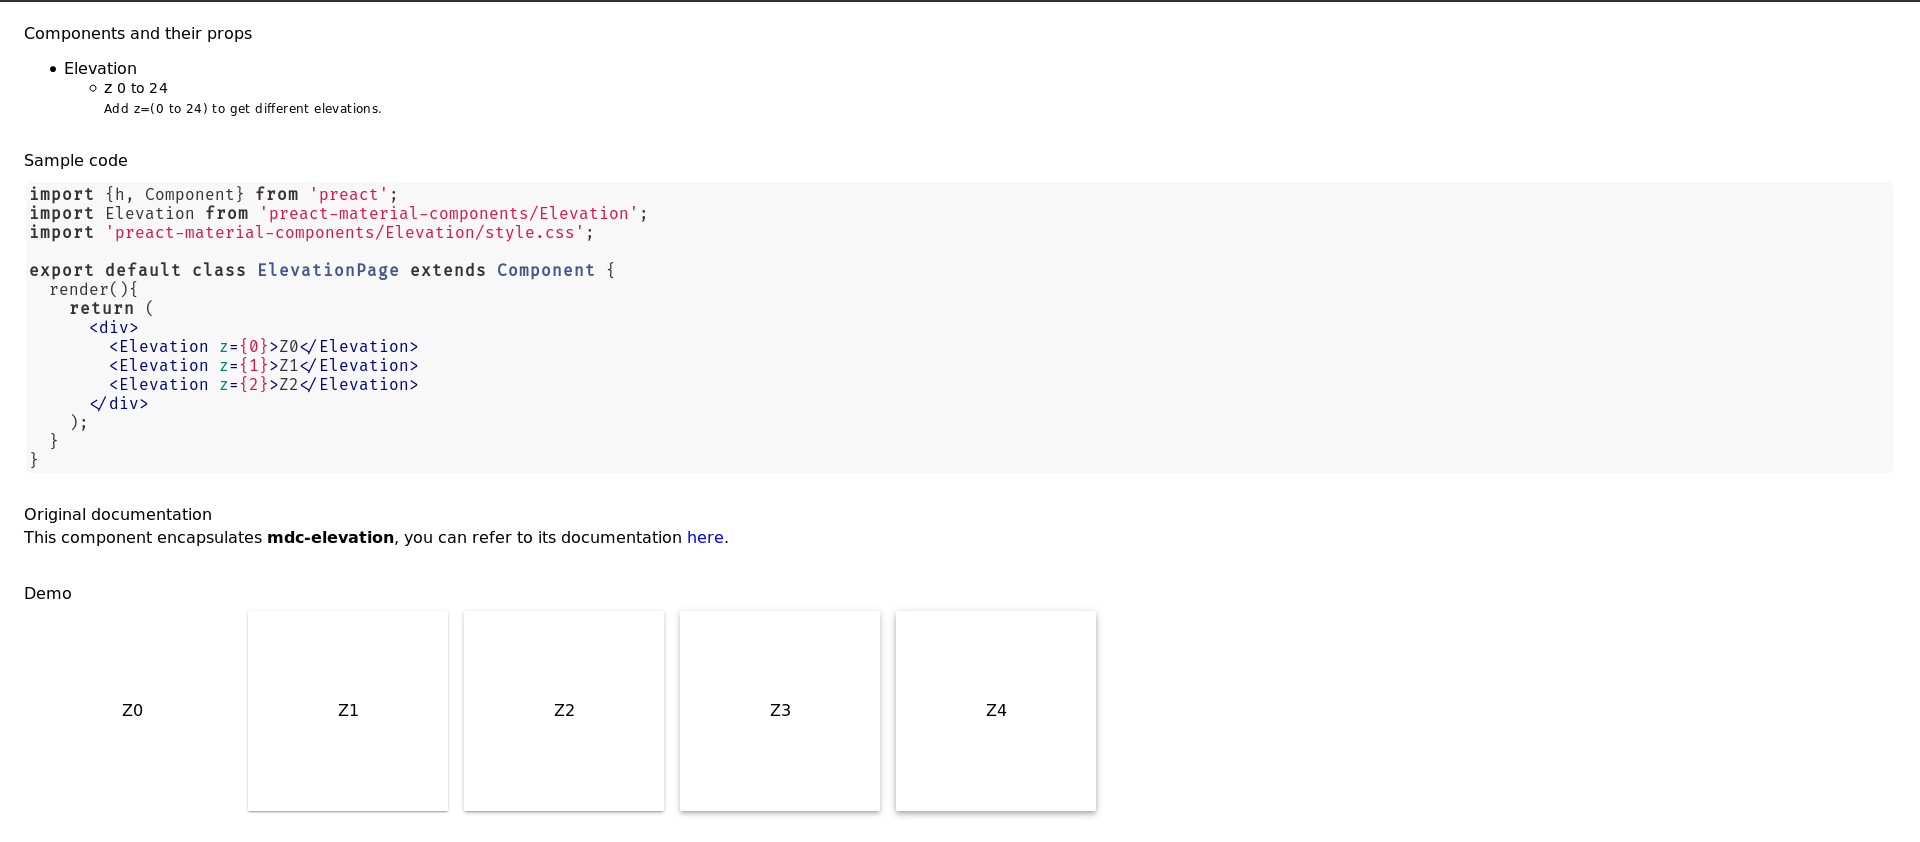 Components and their props
Elevation
z 0 to 24
Add z=(0 to 24) to get different elevations.
Sample code
import {h, Component} from 'preact';
import Elevation from 'preact-material-components/Elevation';
import 'preact-material-components/Elevation/style.css';
export default class ElevationPage extends Component {
render(){
return (
<div>
<Elevation z={0}>Z0</Elevation>
<Elevation z={1}>Z1</Elevation>
<Elevation z={2}>Z2</Elevation>
</div>
);
}
}
Original documentation
This component encapsulates mdc-elevation, you can refer to its documentation here.
Demo
Z0 Z1 Z2 Z3 Z4